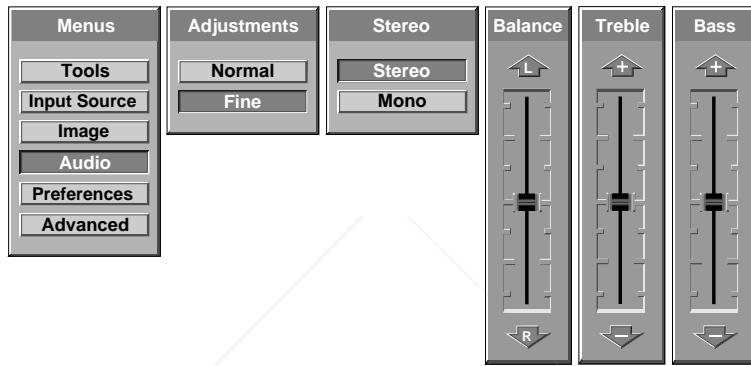 Menus
Tools
Input Source
Image
Audio
Preferences
Advanced
Adjustments
Normal
Fine
Stereo
Stereo
Mono
Balance
L
R
Treble
+
−
Bass
+
−